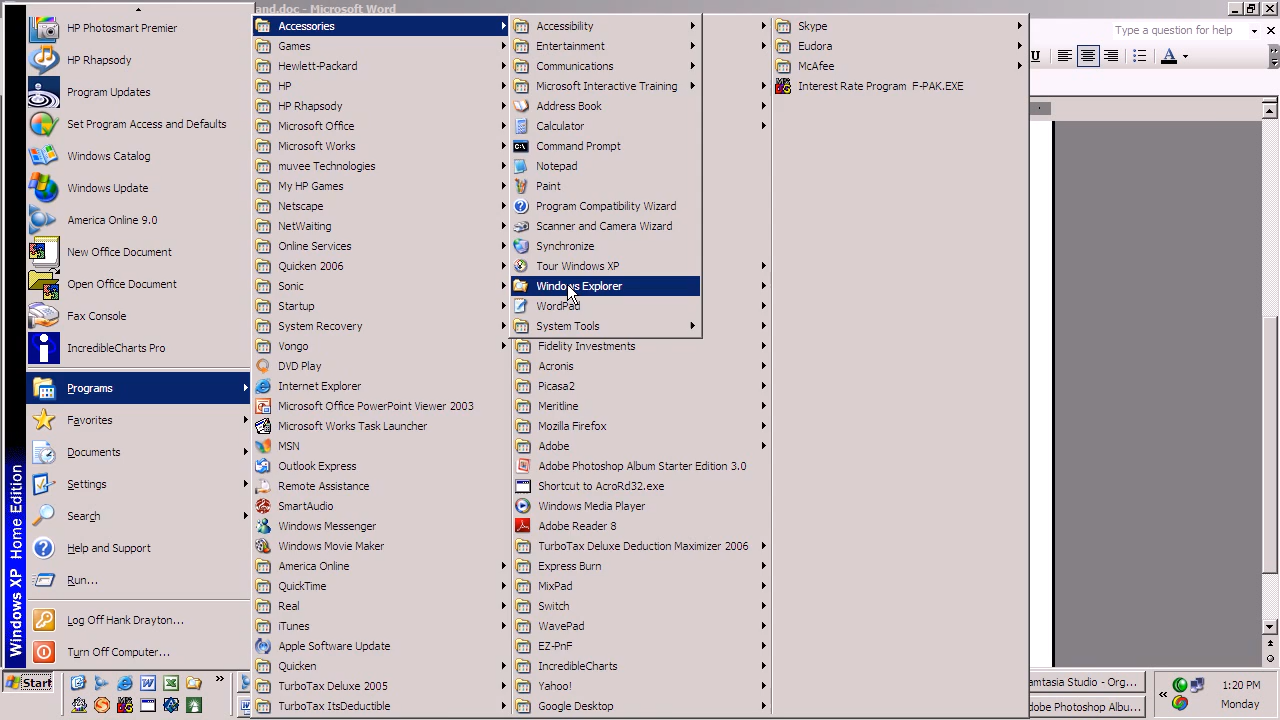 and.doc - Microsoft Word
Type a question for help
U
A
HP Photosmart Premier
HP Rhapsody
Program Updates
Set Program Access and Defaults
Windows Catalog
Windows Update
America Online 9.0
New Office Document
Open Office Document
Fax Console
IncredibleCharts Pro
Programs
Favorites
Documents
Settings
Search
Help and Support
Run...
Log off Hank Drayton...
Turn Off Computer...
Windows XP Home Edition
Accessories
Games
Hewlett-Packard
HP
HP Rhapsody
Microsoft Office
Microsoft Works
muvee Technologies
My HP Games
Netscape
NetWaiting
Online Services
Quicken 2006
Sonic
Startup
System Recovery
Vongo
DVD Play
Internet Explorer
Microsoft Office PowerPoint Viewer 2003
Microsoft Works Task Launcher
MSN
Outlook Express
Remote Assistance
SmartAudio
Windows Messenger
Windows Movie Maker
America Online
QuickTime
Real
iTunes
Apple Software Update
Quicken
TurboTax Deluxe 2005
TurboTax ItsDeductible
Accessibility
Entertainment
Communications
Microsoft Interactive Training
Address Book
Calculator
Command Prompt
Notepad
Paint
Program Compatibility Wizard
Scanner and Camera Wizard
Synchronize
Tour Windows XP
Windows Explorer
WordPad
System Tools
Fidelity Investments
Acronis
Picasa2
Meritline
Mozilla Firefox
Adobe
Adobe Photoshop Album Starter Edition 3.0
Shortcut to AcroRd32.exe
Windows Media Player
Adobe Reader 8
TurboTax Deluxe Deduction Maximizer 2006
Express Burn
MixPad
Switch
WavePad
EZ-PnF
IncredibleCharts
Yahoo!
Google Desktop
Skype
Eudora
McAfee
Interest Rate Program F-PAK.EXE
Start
amtasia Studio - Org...
dobe Photoshop Albu...
:20 PM
Monday